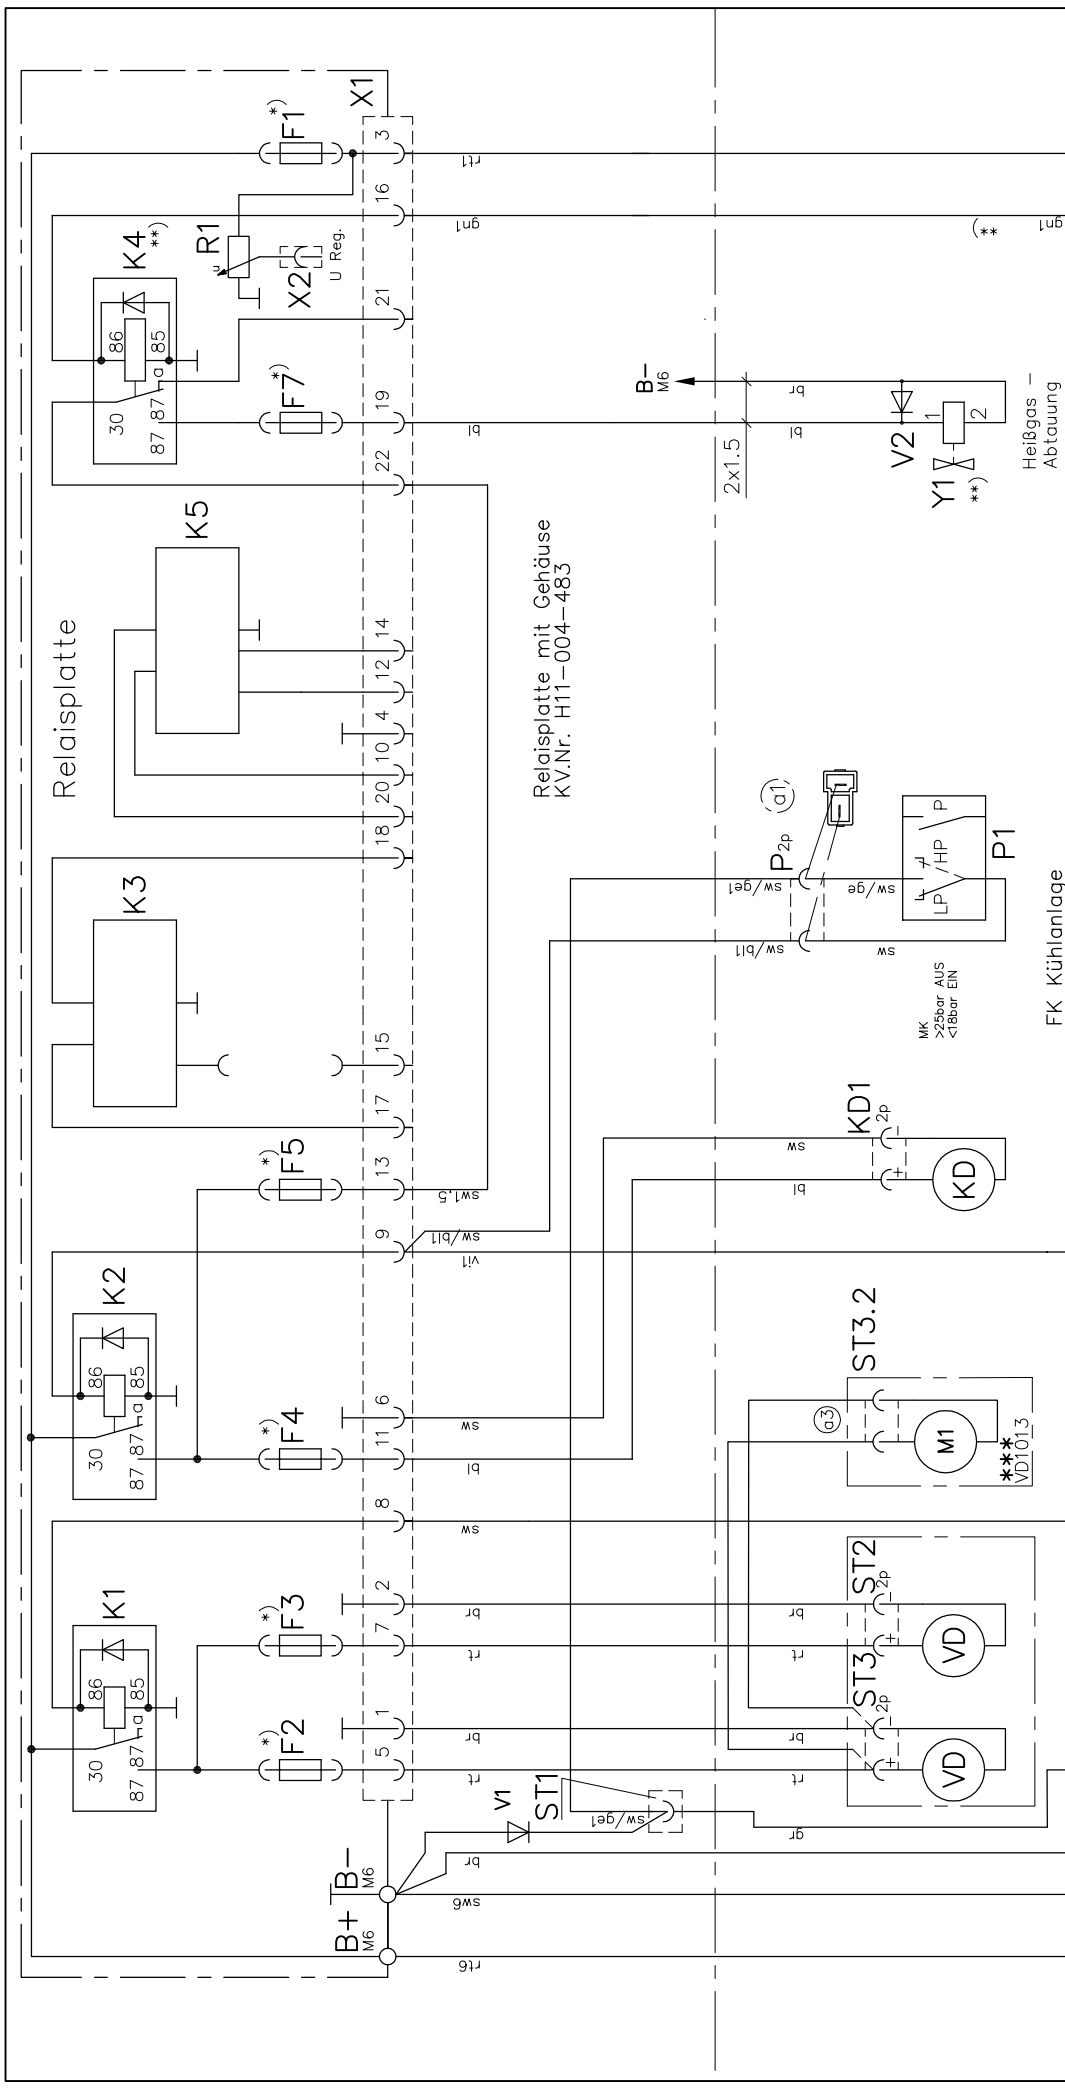 Relaisplatte
K1
30
86
85
87
87a
K2
30
86
85
87
87a
K3
K5
K4
**)
30
86
85
87
87a
R1
u
X2
U Reg.
*)
F2
*)
F3
*)
F4
*)
F5
F7
*)
F1
*)
X1
B+
M6
B-
M6
5
1
7
2
8
11
6
9
13
17
15
18
20
10
4
12
14
22
19
21
16
3
rt6
sw6
br
V1
ST1
sw/ge1
gr
rt
br
rt
br
sw
bl
sw
vi1
sw/bl1
sw1,5
bl
gn1
rt1
Relaisplatte mit Gehäuse
KV.Nr. H11-004-483
2x1.5
B-
M6
rt
br
rt
br
bl
sw
sw/bl1
sw/ge1
bl
br
**)
gn1
ST3
2p
+
-
VD
ST2
2p
+
-
VD
ST3.2
a3
M1
***
VD1013
KD1
2p
+
-
KD
P
2p
a1
sw
sw/ge
LP
HP
P
P1
MK
>25bar AUS
<18bar EIN
FK Kühlanlage
V2
1
2
Y1
**)
Heißgas -
Abtauung